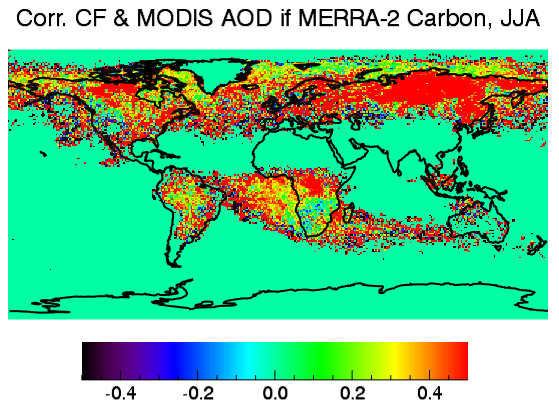 Corr. CF & MODIS AOD if MERRA-2 Carbon, JJA
-0.4 -0.2 0.0 0.2 0.4